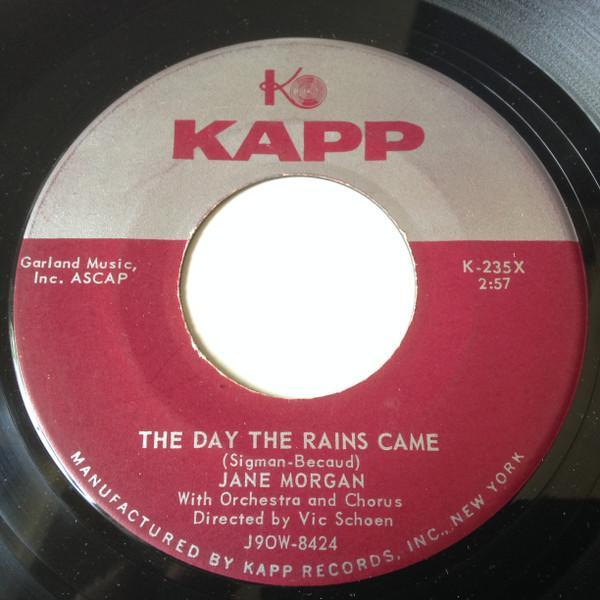 K
KAPP
Garland Music,
Inc. ASCAP
K-235X
2:57
THE DAY THE RAINS CAME
(Sigman-Becaud)
JANE MORGAN
With Orchestra and Chorus
Directed by Vic Schoen
J9OW-8424
MANUFACTURED BY KAPP RECORDS, INC., NEW YORK